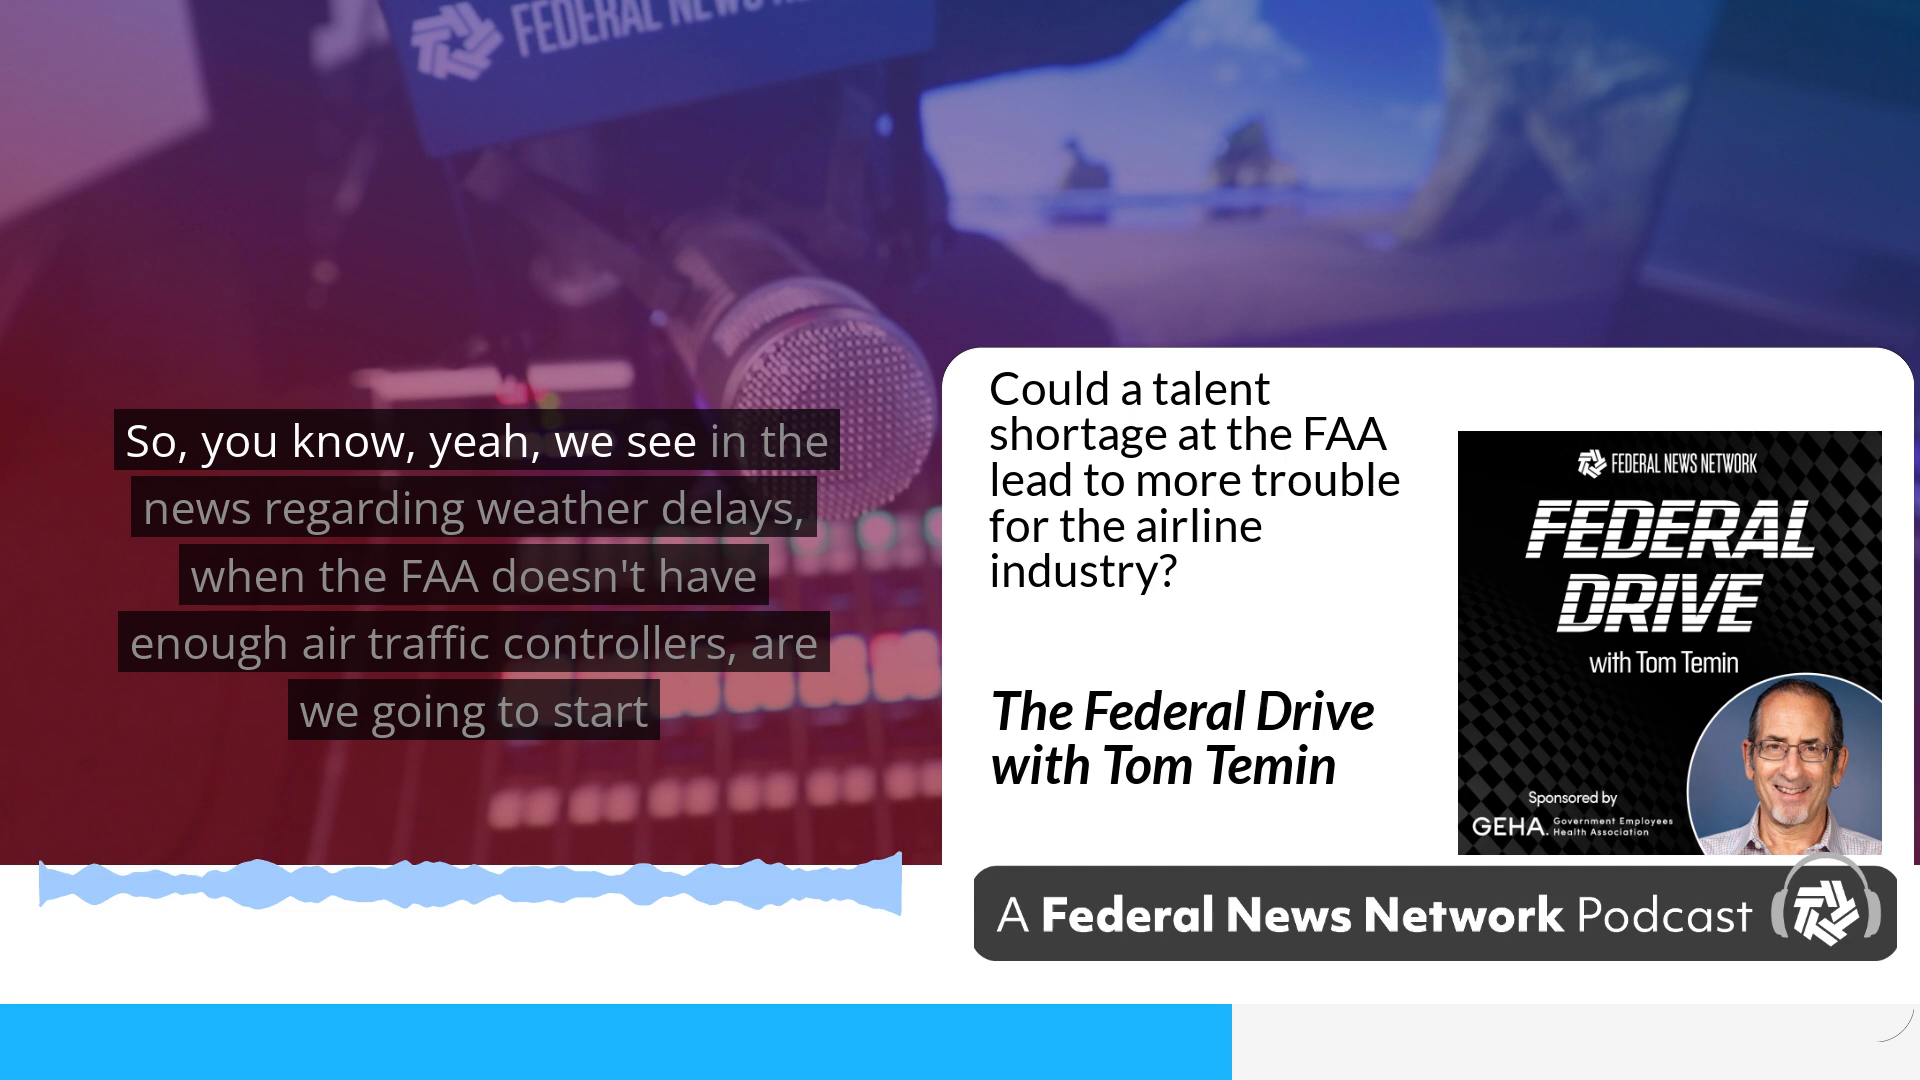 FEDERAL NEWS
So, you know, yeah, we see in the
news regarding weather delays,
when the FAA doesn't have
enough air traffic controllers, are
we going to start
Could a talent
shortage at the FAA
lead to more trouble
for the airline
industry?
The Federal Drive
with Tom Temin
FEDERAL NEWS NETWORK
FEDERAL
DRIVE
with Tom Temin
Sponsored by
GEHA. Government Employees
Health Association
A Federal News Network Podcast